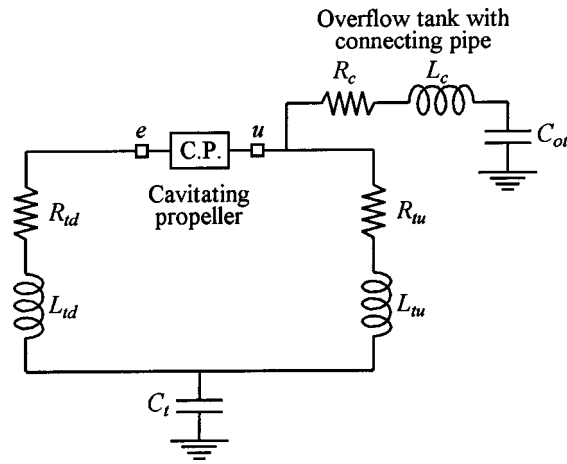 Overflow tank with
connecting pipe
R_c
L_c
C_ot
e
C.P.
u
Cavitating
propeller
R_td
R_tu
L_td
L_tu
C_t